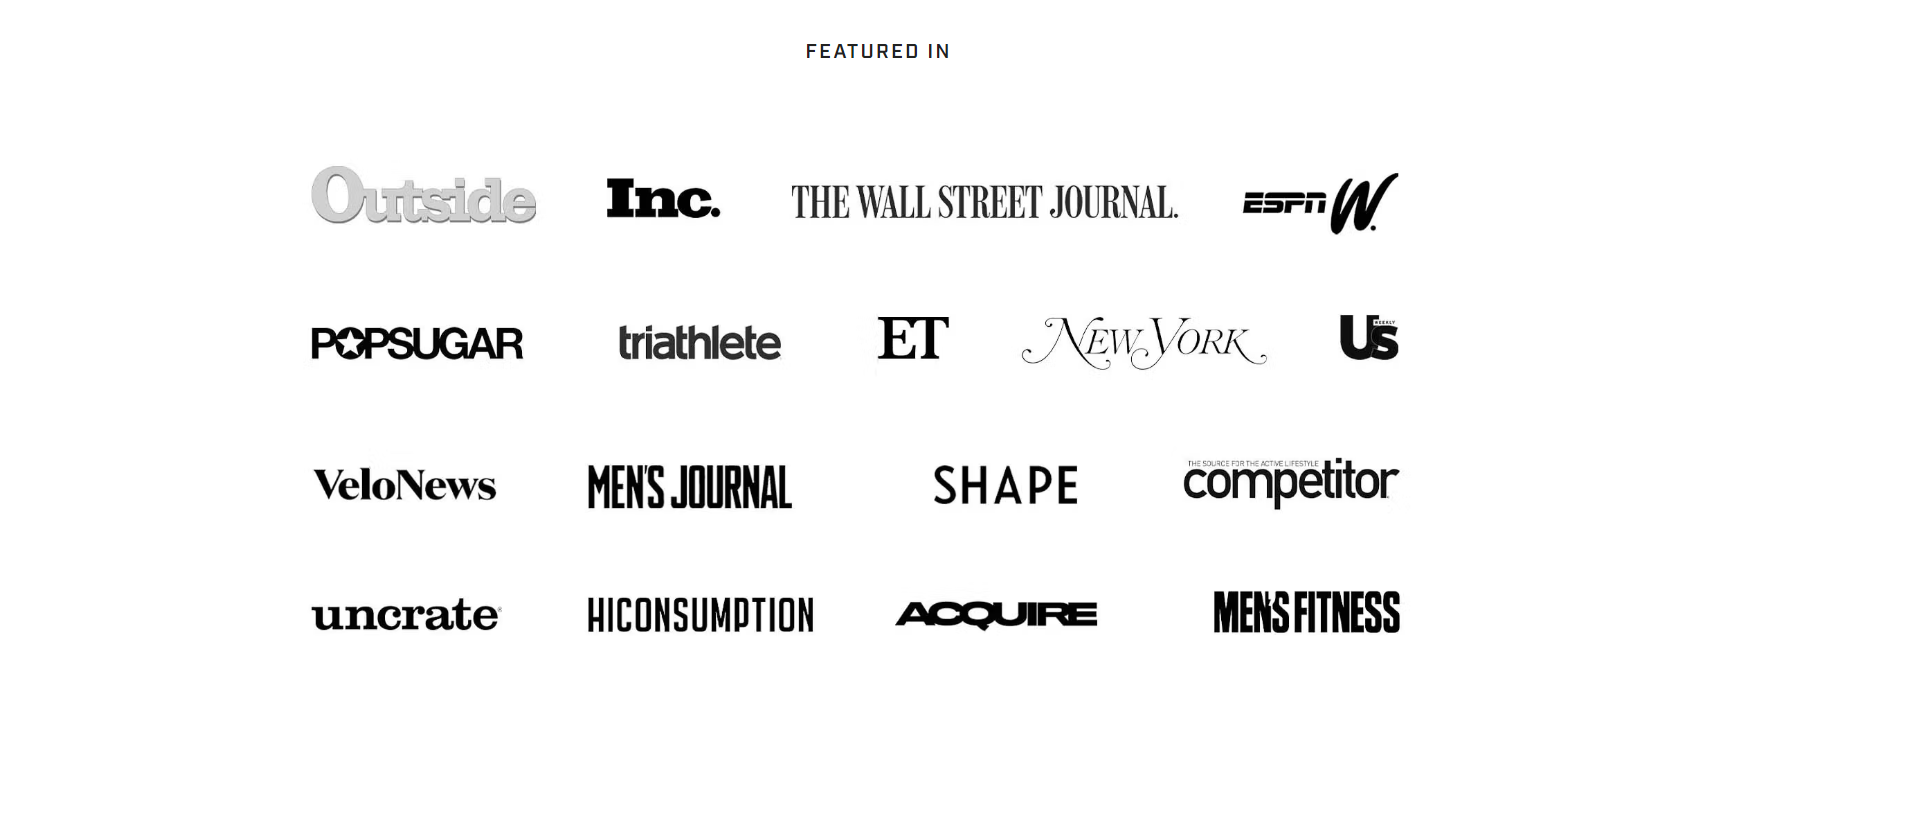 FEATURED IN
Outside Inc. THE WALL STREET JOURNAL. ESPN W.
POPSUGAR triathlete ET NEW YORK Us WEEKLY
VeloNews MEN'S JOURNAL SHAPE THE SOURCE FOR THE ACTIVE LIFESTYLE competitor
uncrate® HICONSUMPTION ACQUIRE MEN'S FITNESS